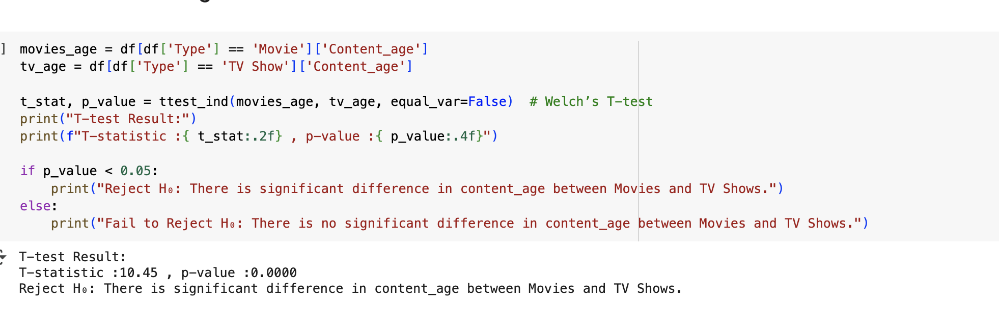 ] movies_age = df[df['Type'] == 'Movie']['Content_age']
tv_age = df[df['Type'] == 'TV Show']['Content_age']
t_stat, p_value = ttest_ind(movies_age, tv_age, equal_var=False)  # Welch’s T-test
print("T-test Result:")
print(f"T-statistic :{ t_stat:.2f} , p-value :{ p_value:.4f}")
if p_value < 0.05:
    print("Reject H₀: There is significant difference in content_age between Movies and TV Shows.")
else:
    print("Fail to Reject H₀: There is no significant difference in content_age between Movies and TV Shows.")
T-test Result:
T-statistic :10.45 , p-value :0.0000
Reject H₀: There is significant difference in content_age between Movies and TV Shows.